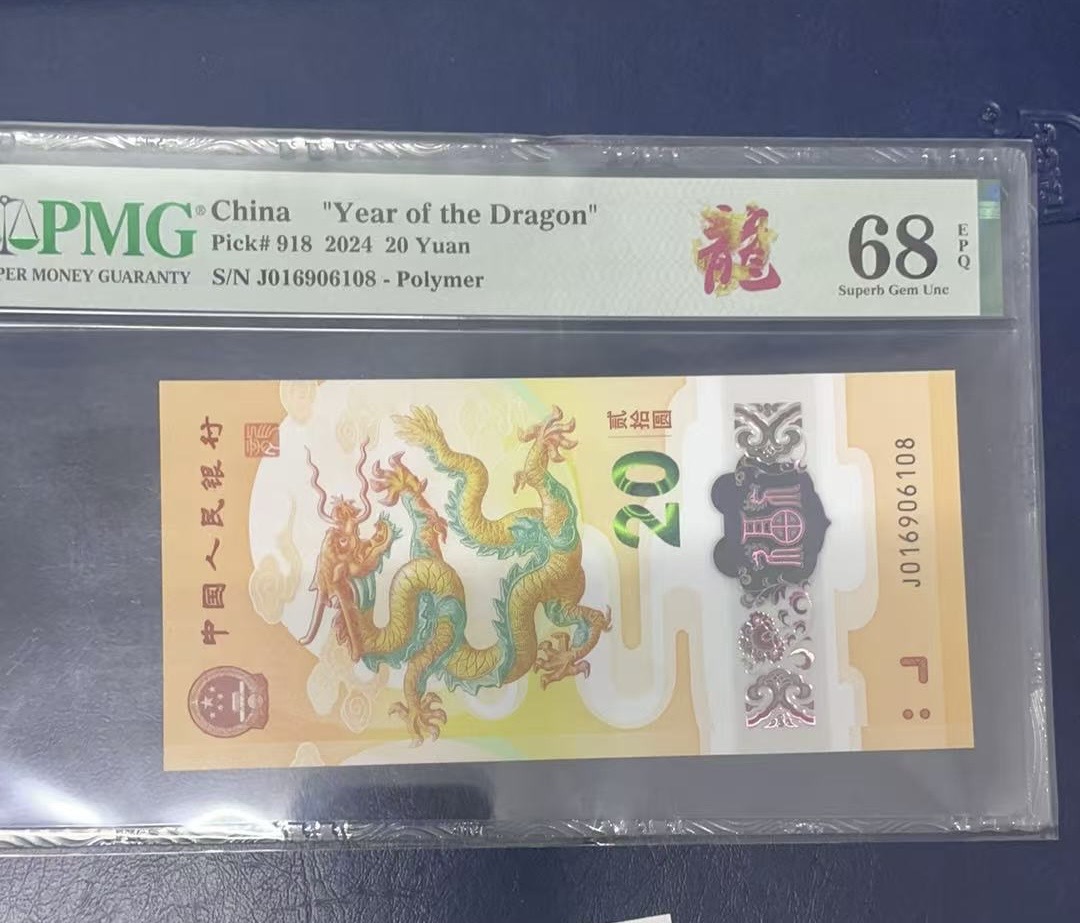 PMG® China "Year of the Dragon"
Pick# 918 2024 20 Yuan
PER MONEY GUARANTY S/N J016906108 - Polymer
龍
68 EPQ
Superb Gem Unc
中国人民银行
贰拾圆
20
J016906108